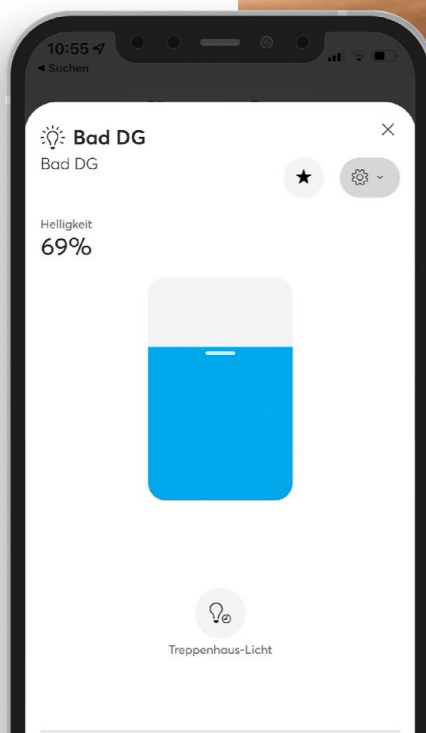 10:55
Suchen
Bad DG
Bad DG
Helligkeit
69%
Treppenhaus-Licht